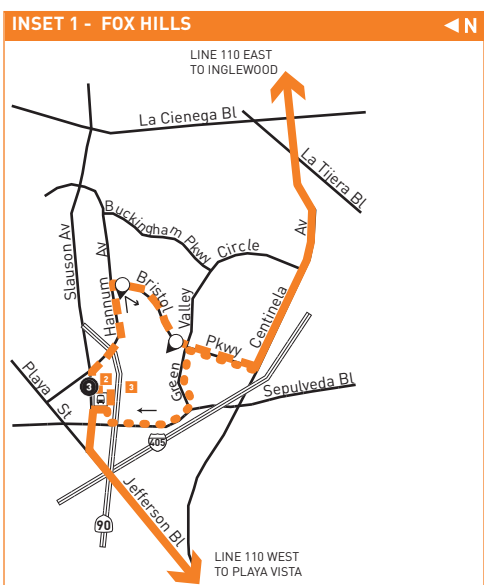 INSET 1 - FOX HILLS
N
LINE 110 EAST
TO INGLEWOOD
La Cienega Bl
La Tijera Bl
Buckingham Pkwy
Slauson Av
Hannum Av
Circle
Av
Bristol
Valley
Centinela
Pkwy
Green
Playa St
3
2
3
Sepulveda Bl
405
Jefferson Bl
90
LINE 110 WEST
TO PLAYA VISTA